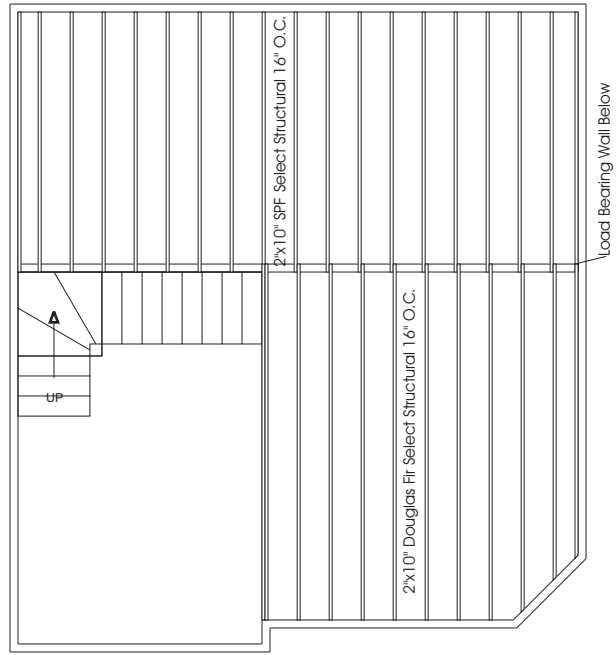 2"x10" SPF Select Structural 16" O.C.
Load Bearing Wall Below
2"x10" Douglas Fir Select Structural 16" O.C.
UP